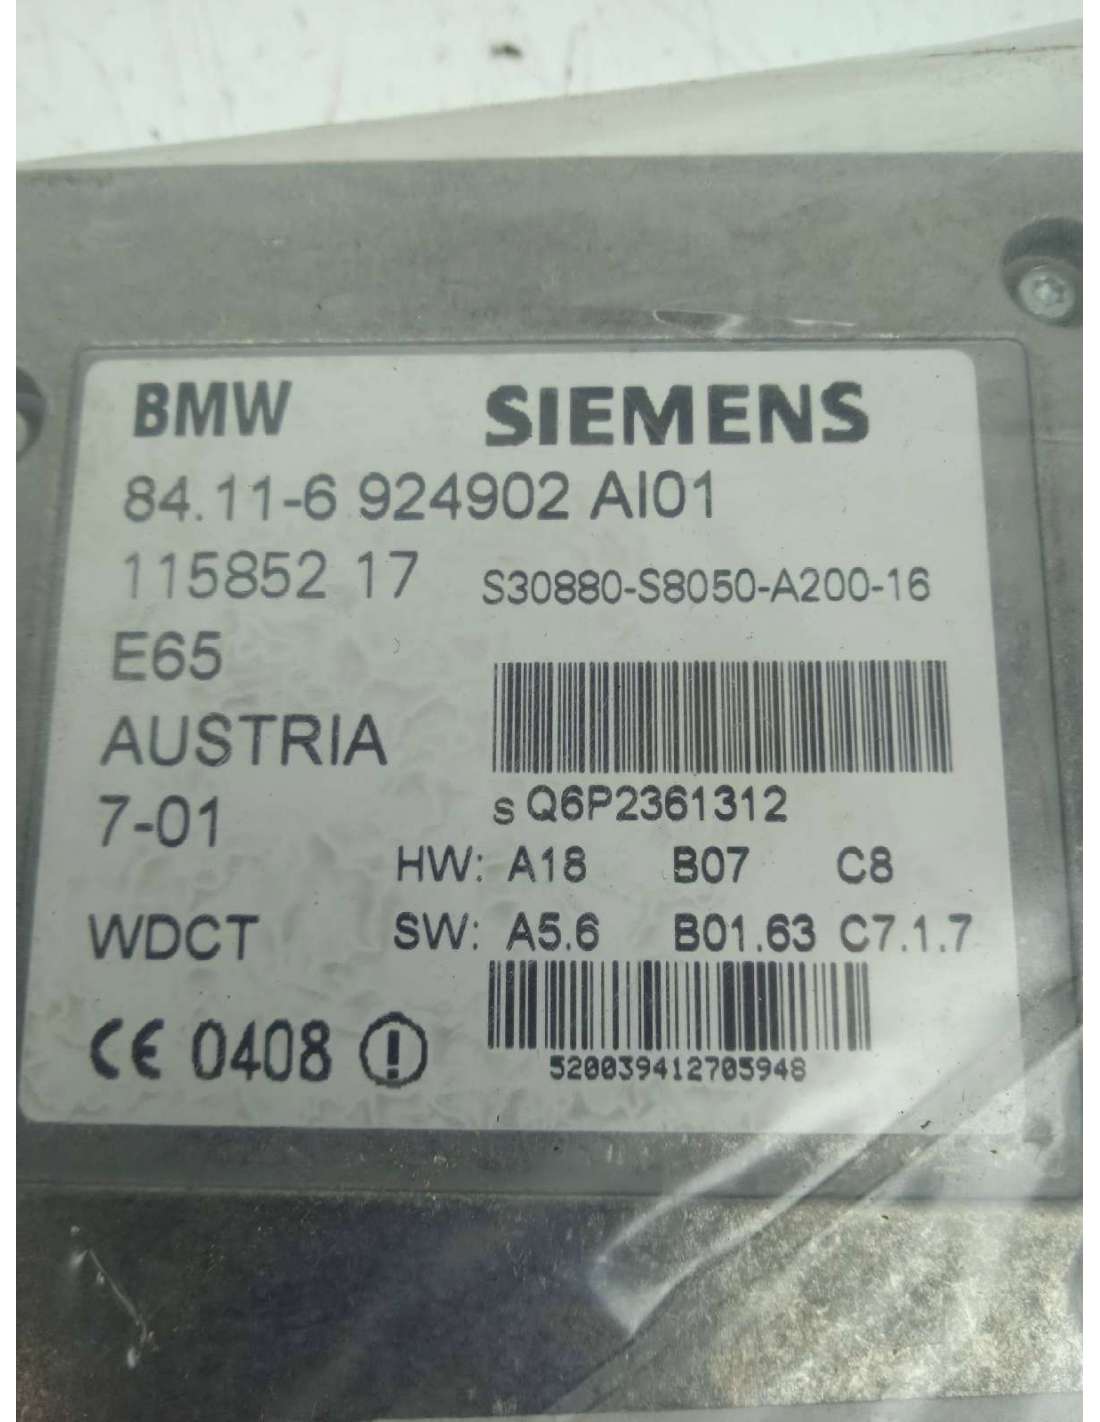 BMW SIEMENS
84.11-6 924902 AI01
115852 17 S30880-S8050-A200-16
E65
AUSTRIA
7-01
s Q6P2361312
HW: A18 B07 C8
WDCT SW: A5.6 B01.63 C7.1.7
CE 0408
520039412705948